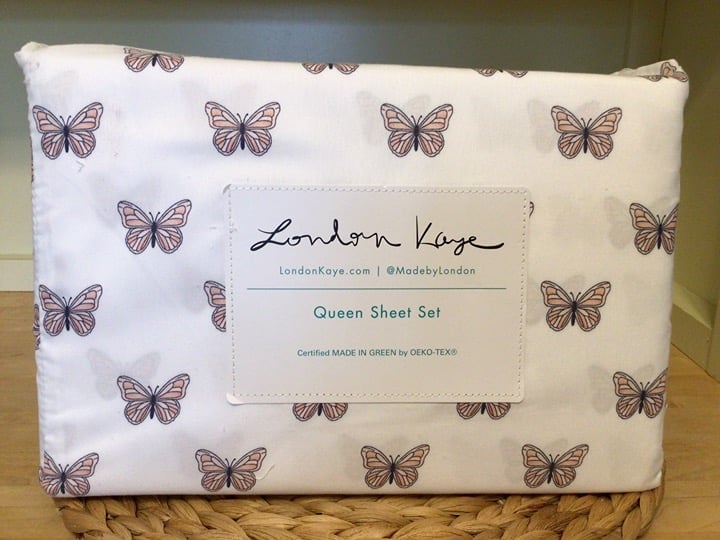 London Kaye
LondonKaye.com | @MadebyLondon
Queen Sheet Set
Certified MADE IN GREEN by OEKO-TEX®